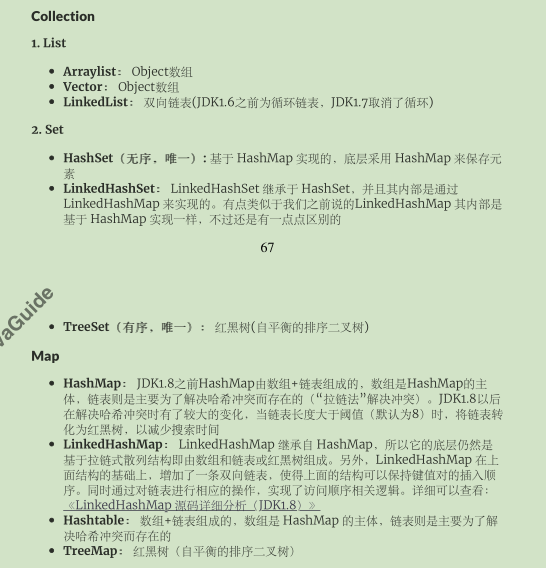 Collection
1. List
• Arraylist： Object数组
• Vector： Object数组
• LinkedList： 双向链表(JDK1.6之前为循环链表，JDK1.7取消了循环)
2. Set
• HashSet（无序，唯一）: 基于 HashMap 实现的，底层采用 HashMap 来保存元
素
• LinkedHashSet： LinkedHashSet 继承于 HashSet，并且其内部是通过
LinkedHashMap 来实现的。有点类似于我们之前说的LinkedHashMap 其内部是
基于 HashMap 实现一样，不过还是有一点点区别的
67
vaGuide
• TreeSet（有序，唯一）： 红黑树(自平衡的排序二叉树)
Map
• HashMap： JDK1.8之前HashMap由数组+链表组成的，数组是HashMap的主
体，链表则是主要为了解决哈希冲突而存在的（“拉链法”解决冲突）。JDK1.8以后
在解决哈希冲突时有了较大的变化，当链表长度大于阈值（默认为8）时，将链表转
化为红黑树，以减少搜索时间
• LinkedHashMap： LinkedHashMap 继承自 HashMap，所以它的底层仍然是
基于拉链式散列结构即由数组和链表或红黑树组成。另外，LinkedHashMap 在上
面结构的基础上，增加了一条双向链表，使得上面的结构可以保持键值对的插入顺
序。同时通过对链表进行相应的操作，实现了访问顺序相关逻辑。详细可以查看：
《LinkedHashMap 源码详细分析（JDK1.8）》
• Hashtable： 数组+链表组成的，数组是 HashMap 的主体，链表则是主要为了解
决哈希冲突而存在的
• TreeMap： 红黑树（自平衡的排序二叉树）